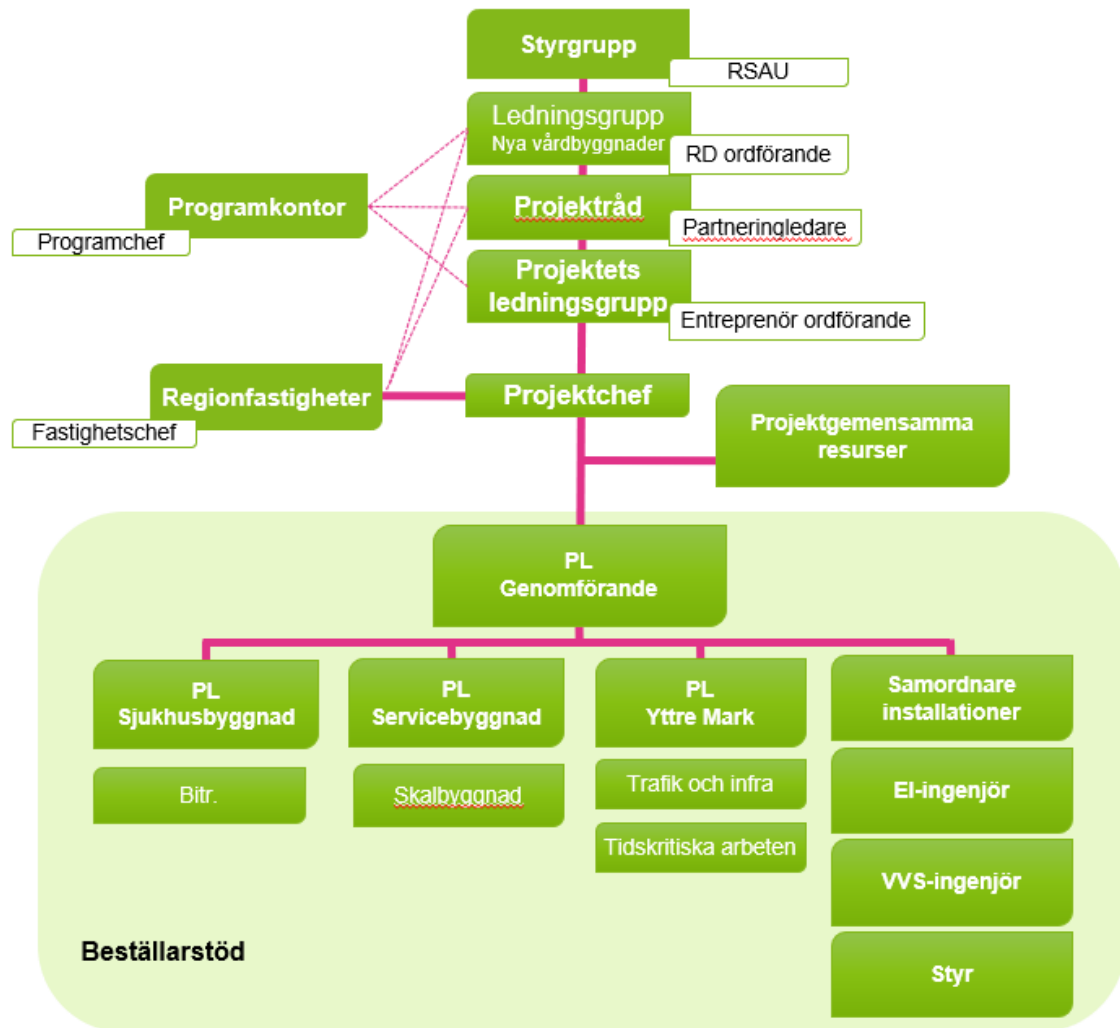 Styrgrupp
RSAU
Ledningsgrupp
Nya vårdbyggnader
RD ordförande
Programkontor
Programchef
Projektråd
Partneringledare
Projektets
ledningsgrupp
Entreprenör ordförande
Regionfastigheter
Fastighetschef
Projektchef
Projektgemensamma
resurser
PL
Genomförande
PL
Sjukhusbyggnad
Bitr.
PL
Servicebyggnad
Skalbyggnad
PL
Yttre Mark
Trafik och infra
Tidskritiska arbeten
Samordnare
installationer
El-ingenjör
VVS-ingenjör
Styr
Beställarstöd